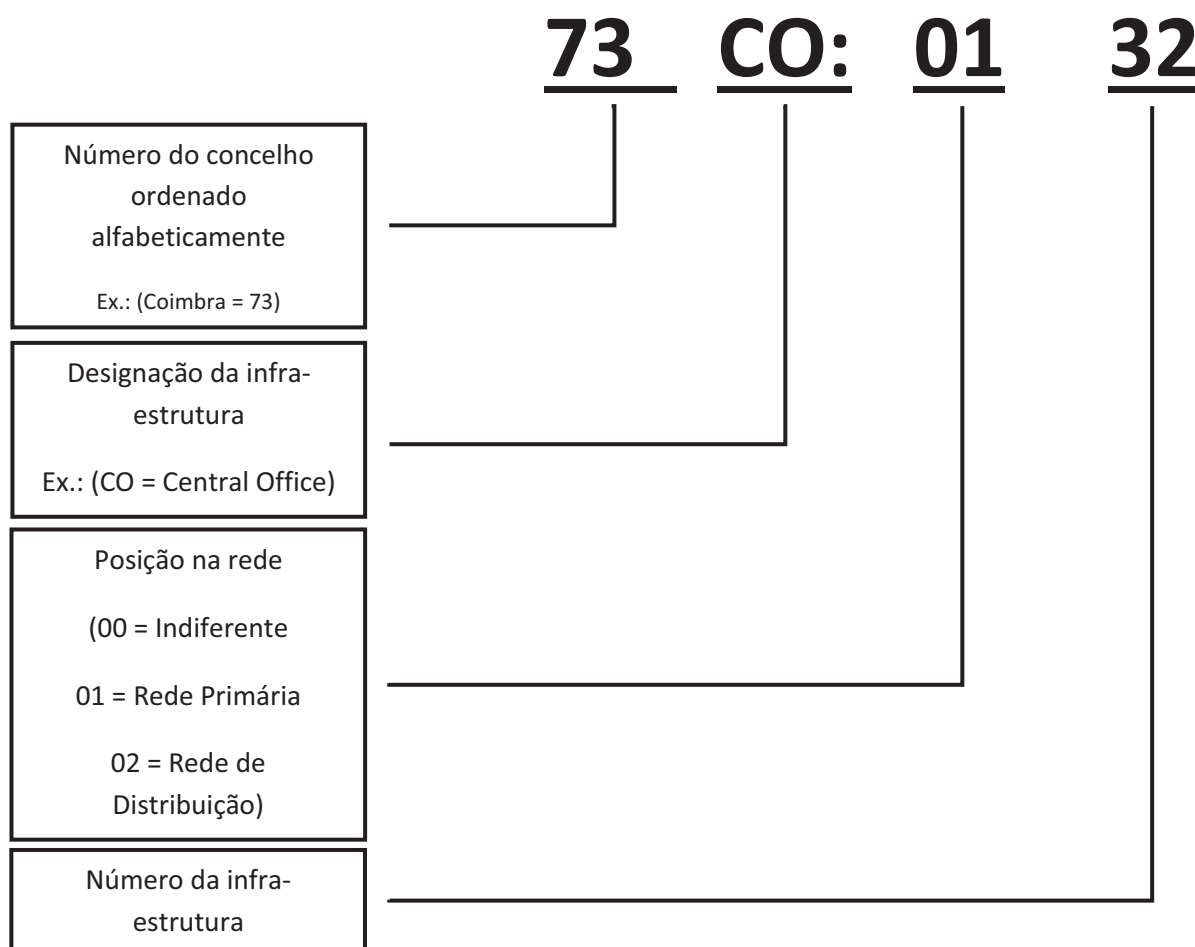 73 CO: 01 32
Número do concelho
ordenado
alfabeticamente
Ex.: (Coimbra = 73)
Designação da infra-
estrutura
Ex.: (CO = Central Office)
Posição na rede
(00 = Indiferente
01 = Rede Primária
02 = Rede de
Distribuição)
Número da infra-
estrutura